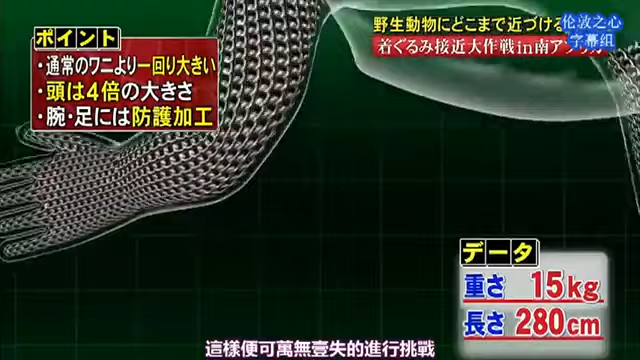 ポイント
・通常のワニより一回り大きい
・頭は4倍の大きさ
・腕・足には防護加工
野生動物にどこまで近づける
着ぐるみ接近大作戦in南アフリカ
伦敦之心
字幕组
データ
重さ 15kg
長さ 280cm
這樣便可萬無壹失的進行挑戰